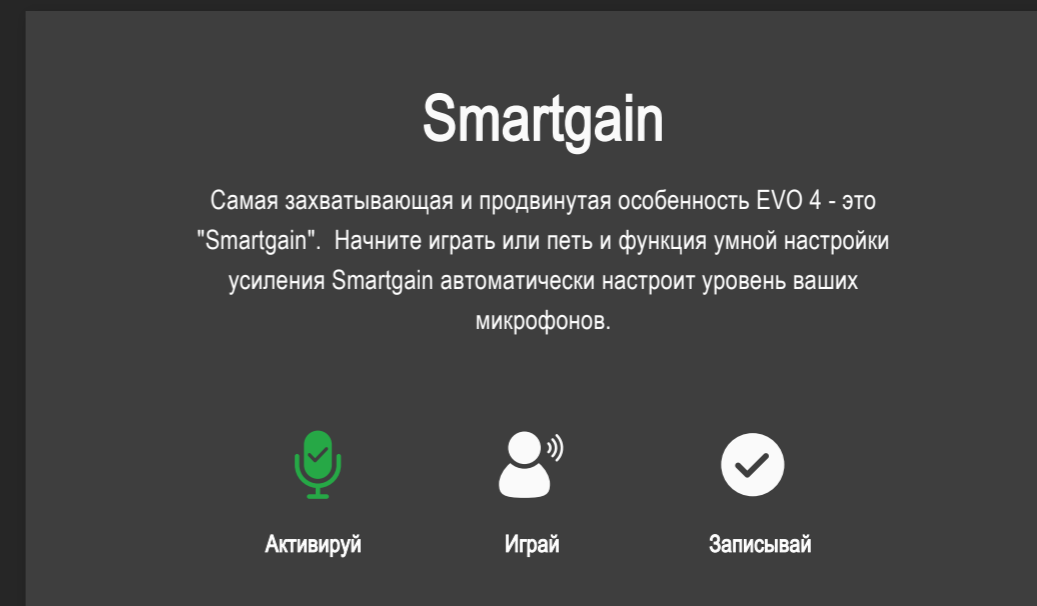 Smartgain
Самая захватывающая и продвинутая особенность EVO 4 - это
"Smartgain".  Начните играть или петь и функция умной настройки
усиления Smartgain автоматически настроит уровень ваших
микрофонов.
Активируй
Играй
Записывай